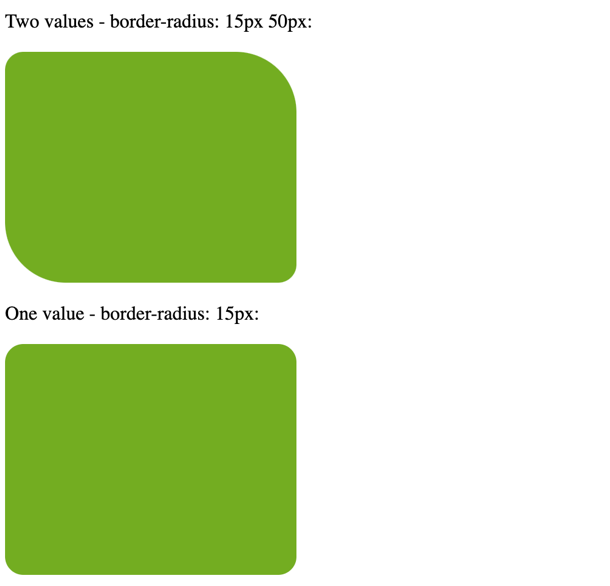 Two values - border-radius: 15px 50px:
One value - border-radius: 15px: